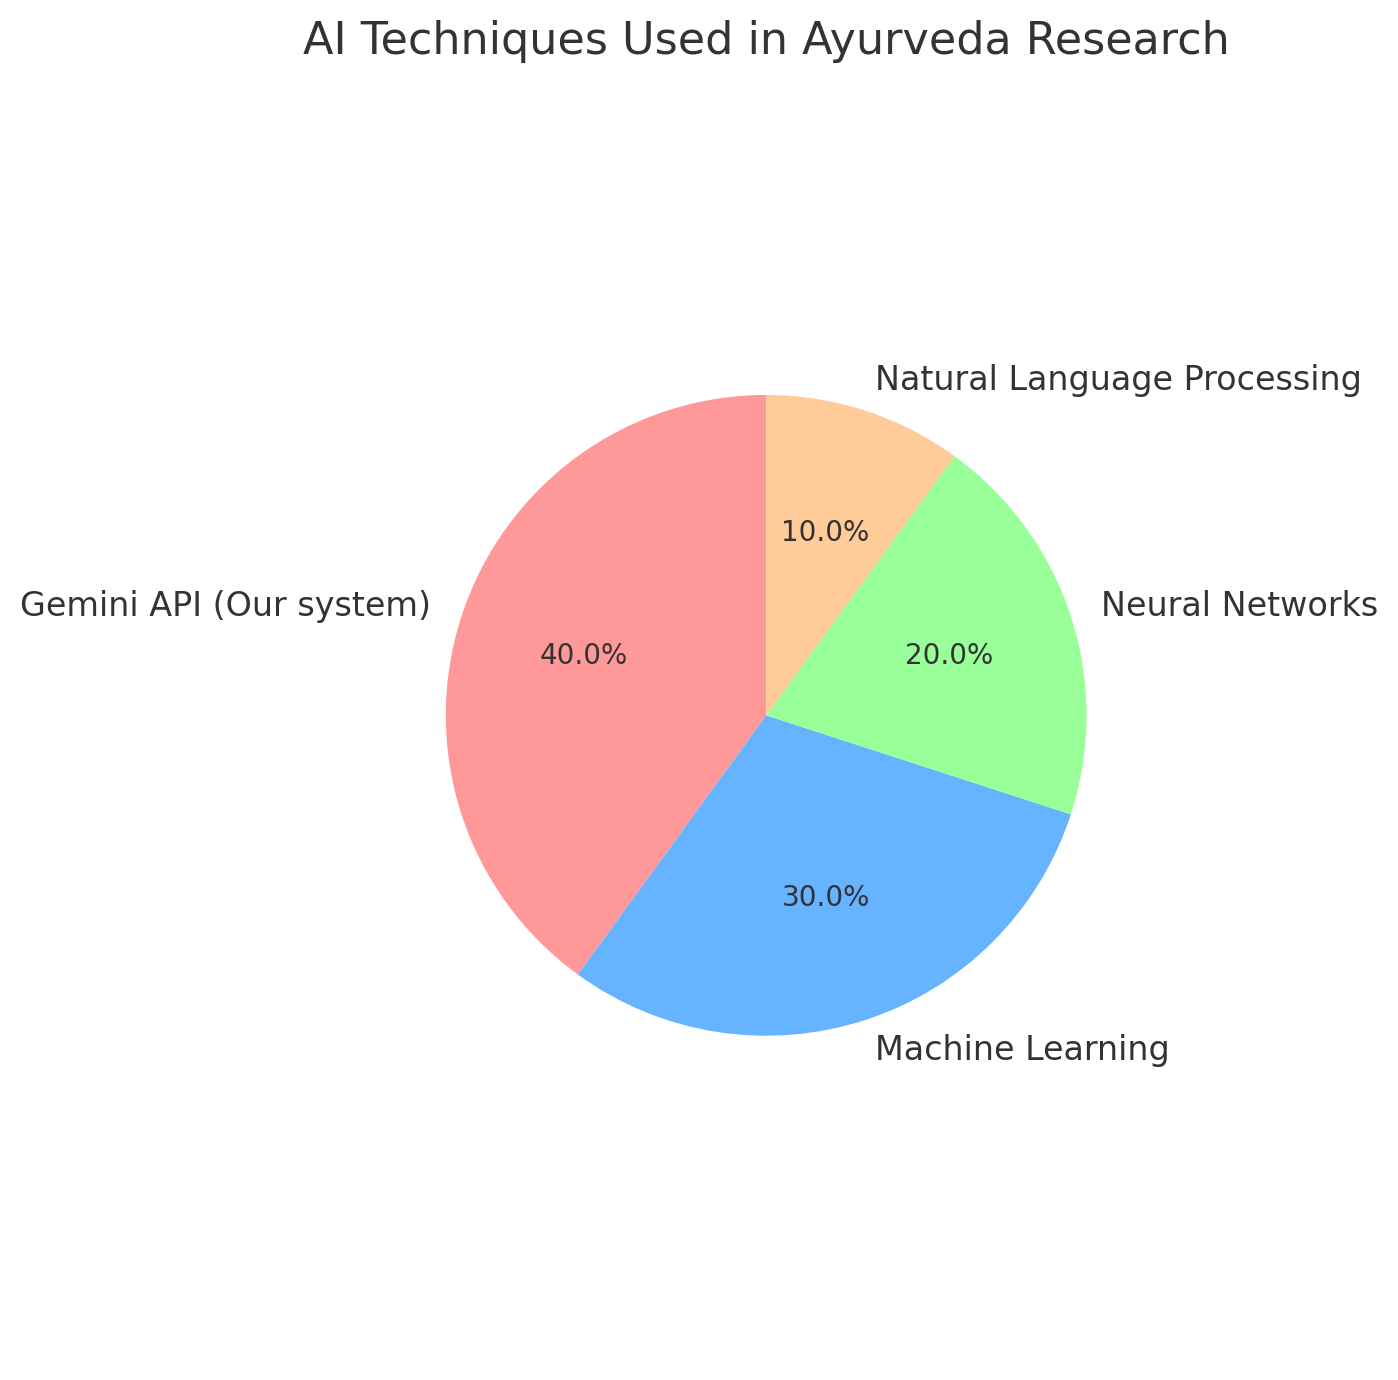 AI Techniques Used in Ayurveda Research
Natural Language Processing
10.0%
Gemini API (Our system)
Neural Networks
40.0%
20.0%
30.0%
Machine Learning